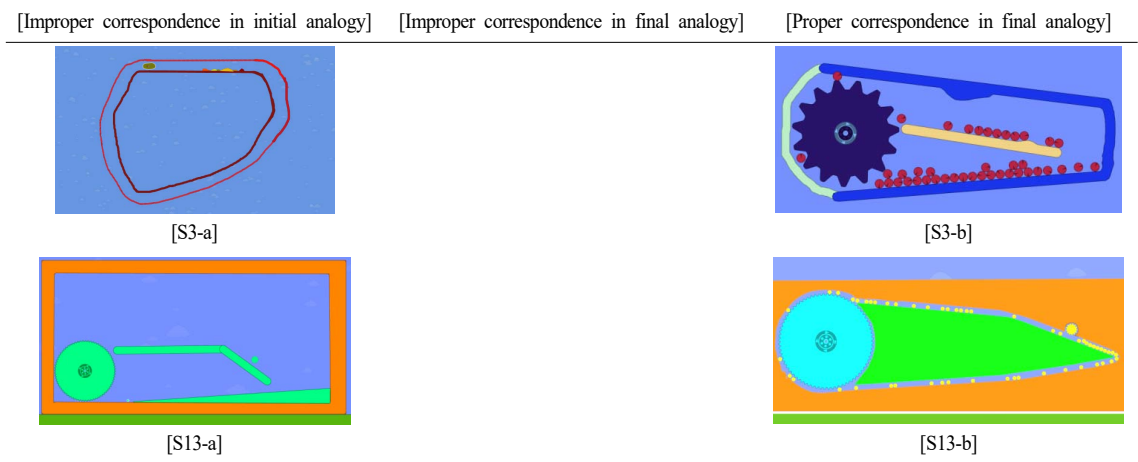 [Improper correspondence in initial analogy] [Improper correspondence in final analogy] [Proper correspondence in final analogy]
[S3-a] [S3-b]
[S13-a] [S13-b]